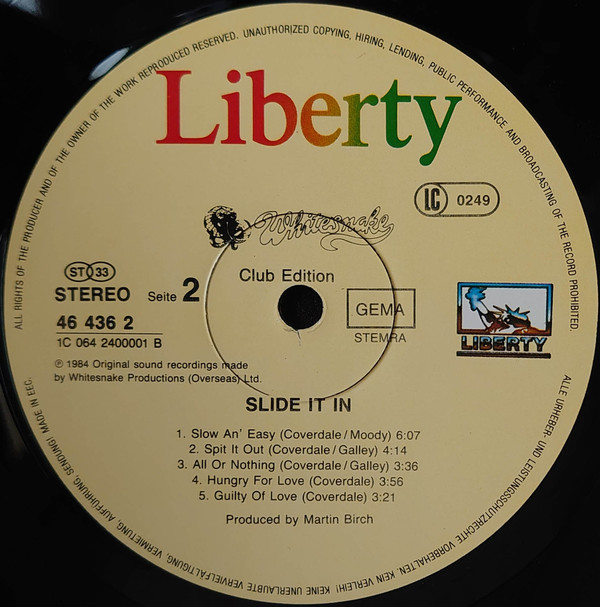 ALL RIGHTS OF THE PRODUCER AND OF THE OWNER OF THE WORK REPRODUCED RESERVED. UNAUTHORIZED COPYING, HIRING, LENDING, PUBLIC PERFORMANCE AND BROADCASTING OF THE RECORD PROHIBITED.
Liberty
LC 0249
Whitesnake
Club Edition
ST 33
STEREO Seite 2
GEMA
STEMRA
LIBERTY
46 436 2
1C 064 2400001 B
℗ 1984 Original sound recordings made
by Whitesnake Productions (Overseas) Ltd.
SLIDE IT IN
1. Slow An' Easy (Coverdale/Moody) 6:07
2. Spit It Out (Coverdale/Galley) 4:14
3. All Or Nothing (Coverdale/Galley) 3:36
4. Hungry For Love (Coverdale) 3:56
5. Guilty Of Love (Coverdale) 3:21
Produced by Martin Birch
ALLE URHEBER- UND LEISTUNGSSCHUTZRECHTE VORBEHALTEN. KEIN VERLEIH! KEINE UNERLAUBTE VERVIELFÄLTIGUNG, VERMIETUNG, AUFFÜHRUNG, SENDUNG! MADE IN EEC.